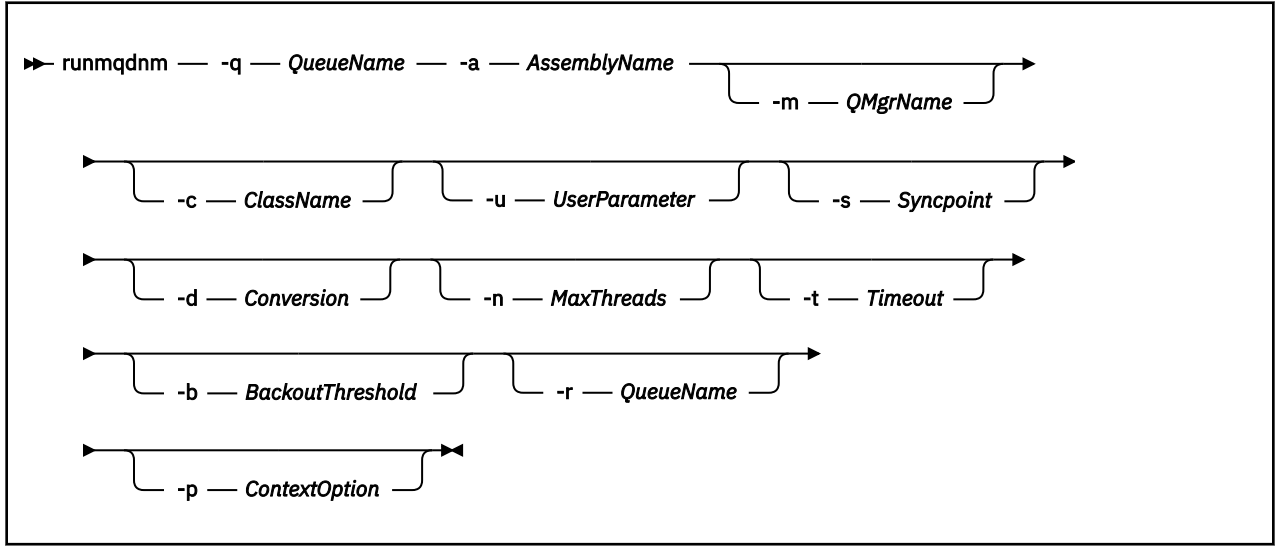 runmqdnm -q QueueName -a AssemblyName
-m QMgrName
-c ClassName -u UserParameter -s Syncpoint
-d Conversion -n MaxThreads -t Timeout
-b BackoutThreshold -r QueueName
-p ContextOption